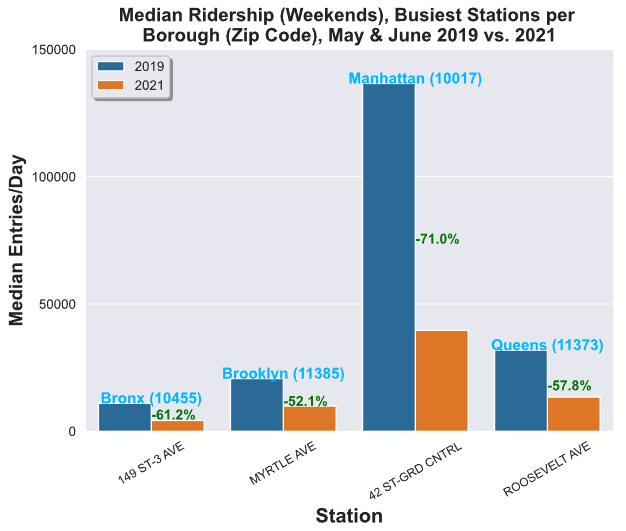 Median Ridership (Weekends), Busiest Stations per
Borough (Zip Code), May & June 2019 vs. 2021
150000
2019
2021
Manhattan (10017)
Median Entries/Day
100000
-71.0%
50000
Queens (11373)
Brooklyn (11385)
-57.8%
Bronx (10455)
-52.1%
-61.2%
0
149 ST-3 AVE
MYRTLE AVE
42 ST-GRD CNTRL
ROOSEVELT AVE
Station